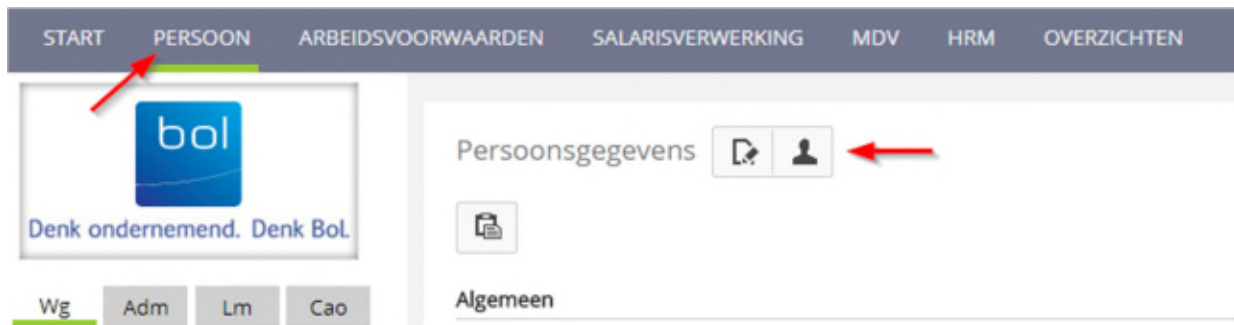 START PERSOON ARBEIDSVOORWAARDEN SALARISVERWERKING MDV HRM OVERZICHTEN
bol
Denk ondernemend. Denk Bol.
Wg Adm Lm Cao
Persoonsgegevens
Algemeen